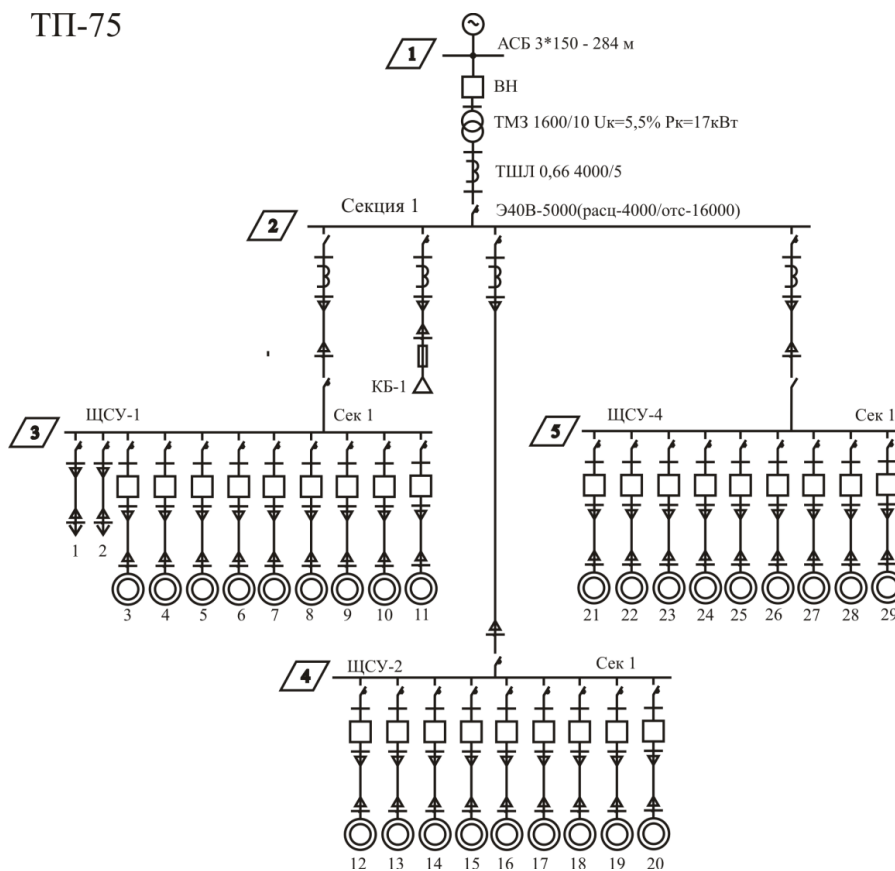 ТП-75
1
АСБ 3*150 - 284 м
ВН
ТМЗ 1600/10 Uк=5,5% Рк=17кВт
ТШЛ 0,66 4000/5
Секция 1
Э40В-5000(расц-4000/отс-16000)
2
КБ-1
3
ЩСУ-1
Сек 1
5
ЩСУ-4
Сек 1
1 2 3 4 5 6 7 8 9 10 11
21 22 23 24 25 26 27 28 29
4
ЩСУ-2
Сек 1
12 13 14 15 16 17 18 19 20